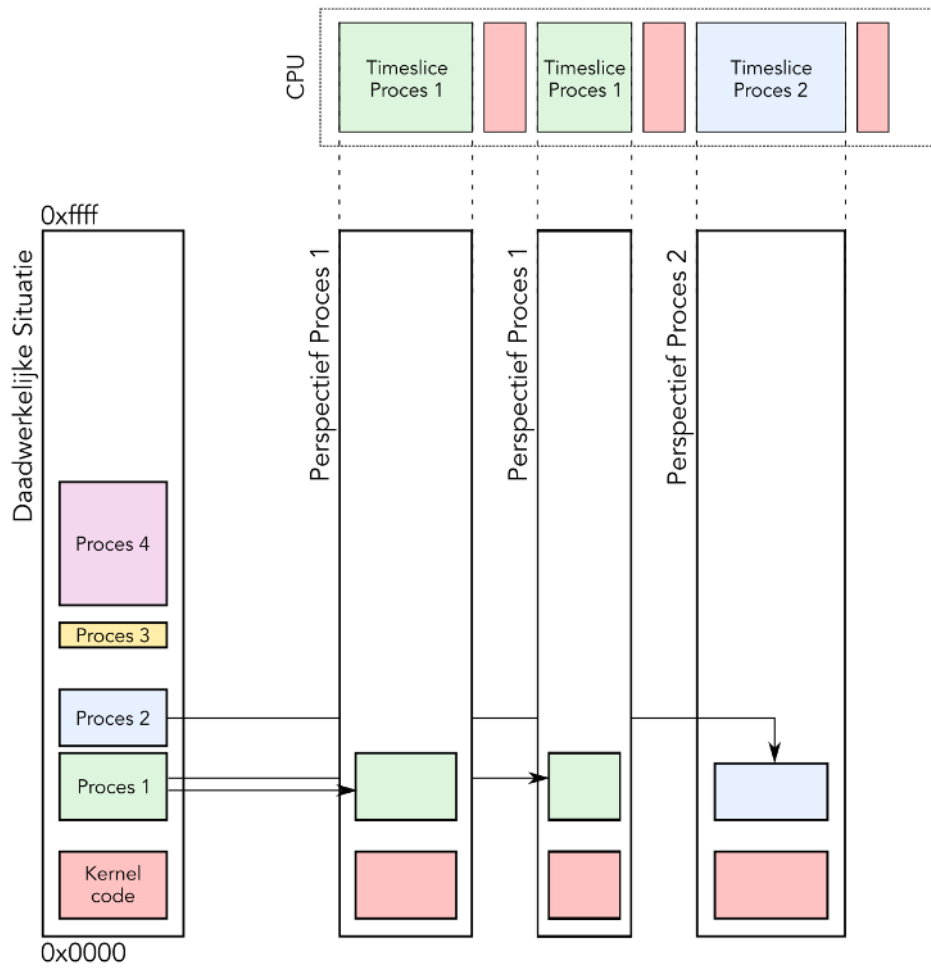 CPU
Timeslice
Proces 1
Timeslice
Proces 1
Timeslice
Proces 2
0xffff
Daadwerkelijke Situatie
Perspectief Proces 1
Perspectief Proces 1
Perspectief Proces 2
Proces 4
Proces 3
Proces 2
Proces 1
Kernel
code
0x0000